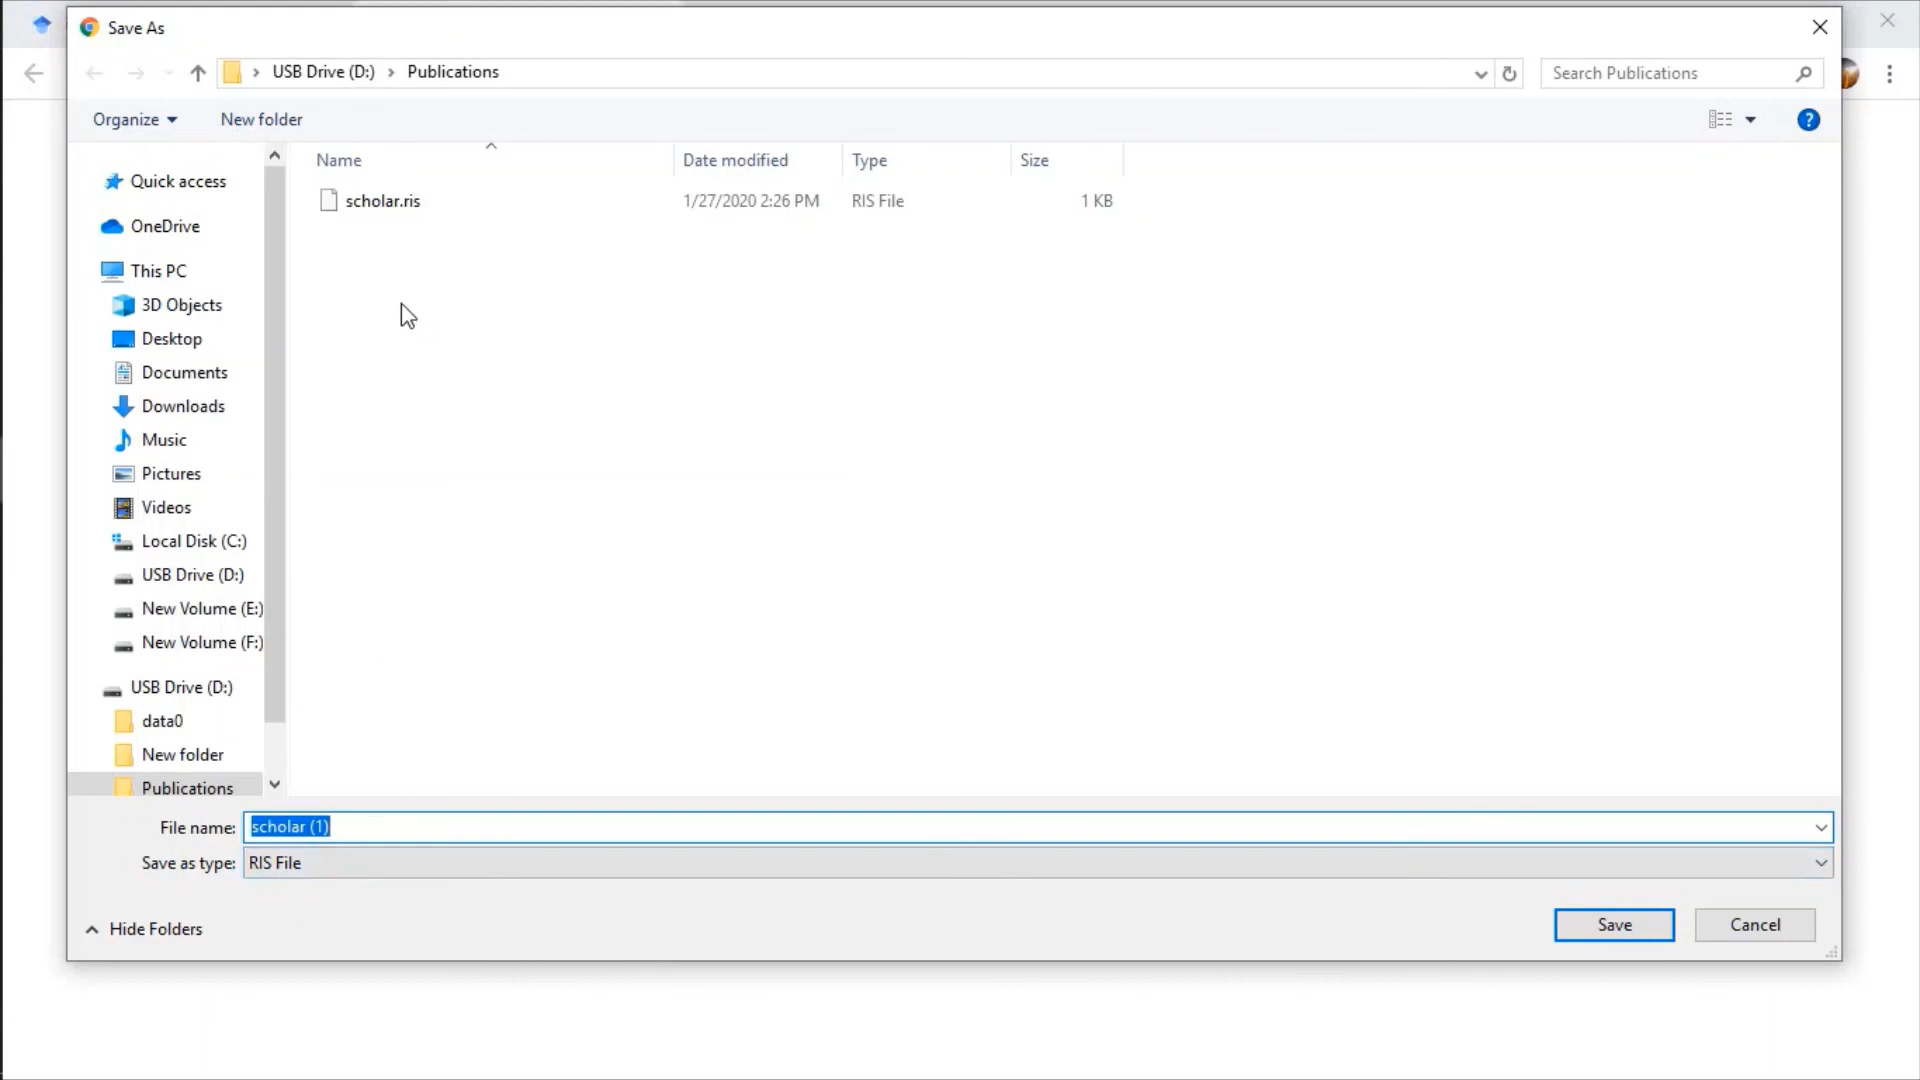 Save As
USB Drive (D:) Publications
Search Publications
Organize New folder
?
Name Date modified Type Size
scholar.ris 1/27/2020 2:26 PM RIS File 1 KB
Quick access
OneDrive
This PC
3D Objects
Desktop
Documents
Downloads
Music
Pictures
Videos
Local Disk (C:)
USB Drive (D:)
New Volume (E:)
New Volume (F:)
USB Drive (D:)
data0
New folder
Publications
File name: scholar (1)
Save as type: RIS File
Hide Folders
Save Cancel